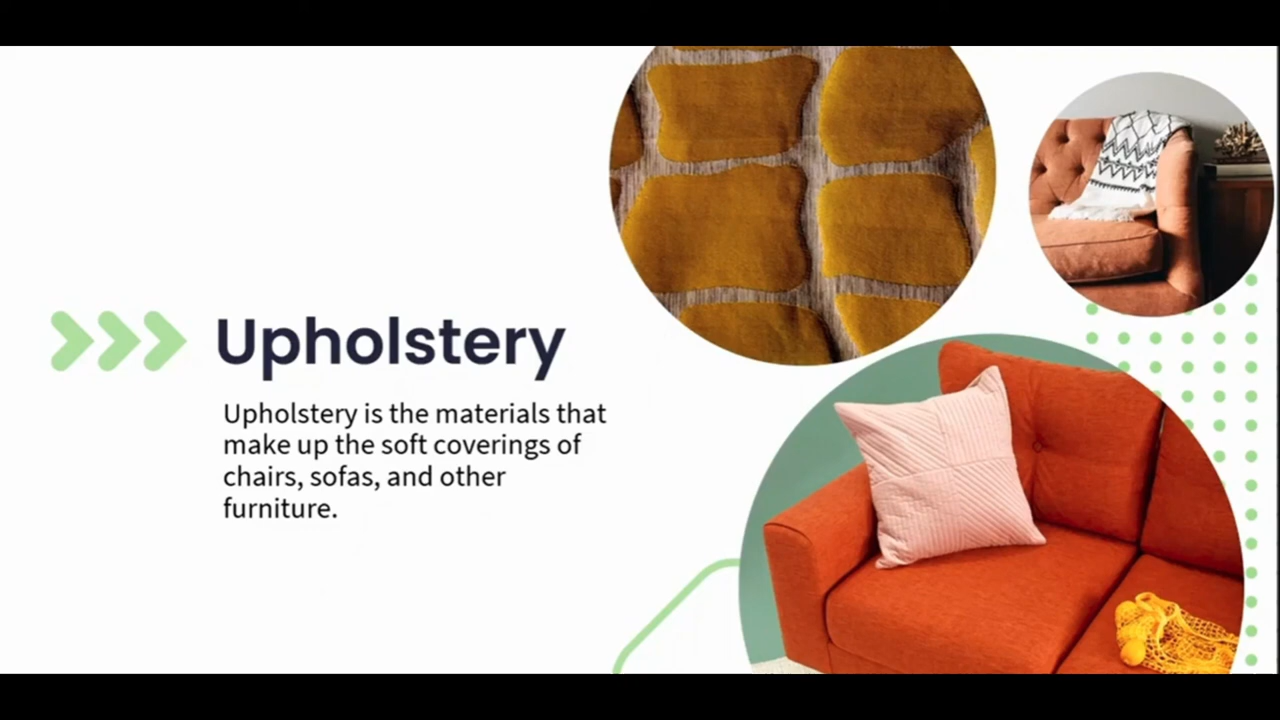 Upholstery
Upholstery is the materials that
make up the soft coverings of
chairs, sofas, and other
furniture.